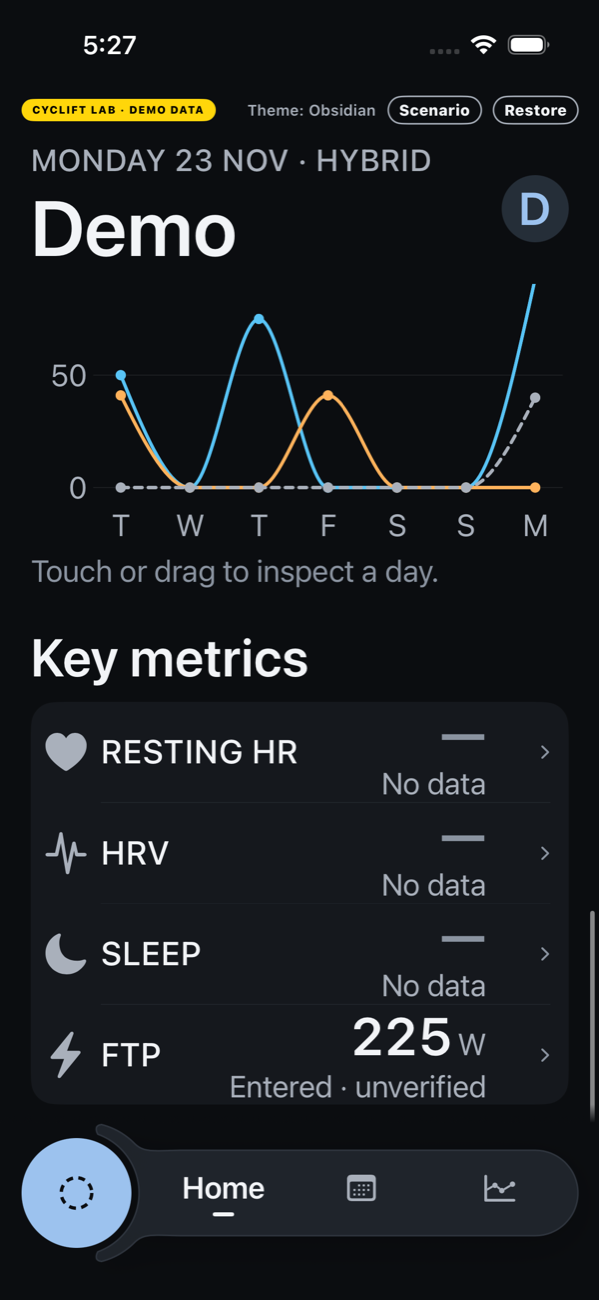 5:27
CYCLIFT LAB · DEMO DATA
Theme: Obsidian
Scenario
Restore
MONDAY 23 NOV · HYBRID
Demo
D
50
0
T W T F S S M
Touch or drag to inspect a day.
Key metrics
RESTING HR
—
No data
HRV
—
No data
SLEEP
—
No data
FTP
225 W
Entered · unverified
Home